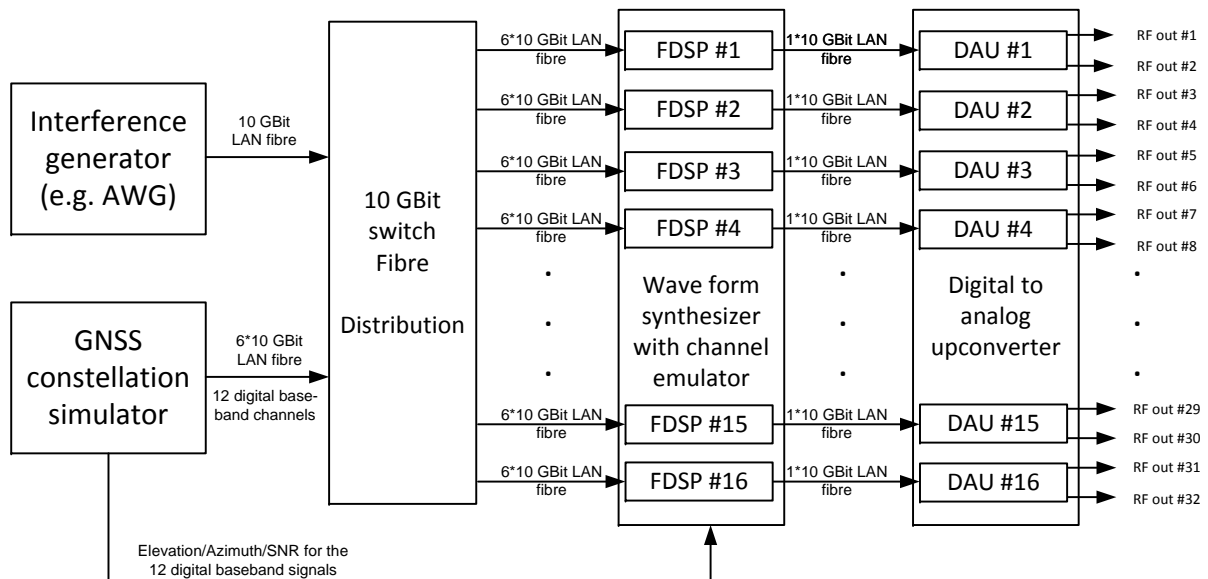 Interference
generator
(e.g. AWG)
10 GBit
LAN fibre
GNSS
constellation
simulator
6*10 GBit
LAN fibre
12 digital base-
band channels
Elevation/Azimuth/SNR for the
12 digital baseband signals
10 GBit
switch
Fibre
Distribution
6*10 GBit LAN
fibre
FDSP #1
1*10 GBit LAN
fibre
DAU #1
RF out #1
RF out #2
6*10 GBit LAN
fibre
FDSP #2
1*10 GBit LAN
fibre
DAU #2
RF out #3
RF out #4
6*10 GBit LAN
fibre
FDSP #3
1*10 GBit LAN
fibre
DAU #3
RF out #5
RF out #6
6*10 GBit LAN
fibre
FDSP #4
1*10 GBit LAN
fibre
DAU #4
RF out #7
RF out #8
Wave form
synthesizer
with channel
emulator
Digital to
analog
upconverter
6*10 GBit LAN
fibre
FDSP #15
1*10 GBit LAN
fibre
DAU #15
RF out #29
RF out #30
6*10 GBit LAN
fibre
FDSP #16
1*10 GBit LAN
fibre
DAU #16
RF out #31
RF out #32